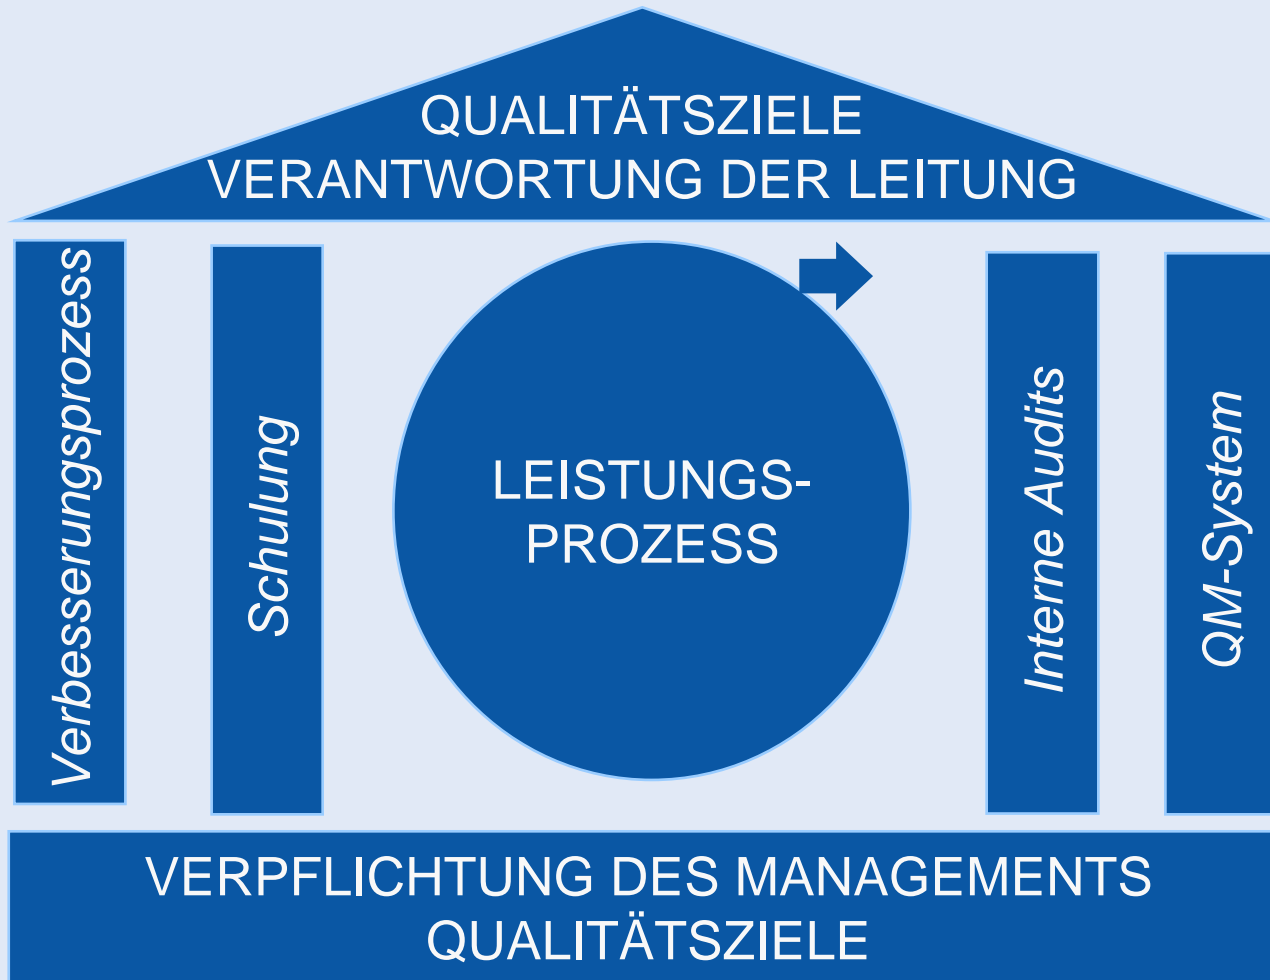 QUALITÄTSZIELE
VERANTWORTUNG DER LEITUNG
Verbesserungsprozess
Schulung
LEISTUNGS-
PROZESS
Interne Audits
QM-System
VERPFLICHTUNG DES MANAGEMENTS
QUALITÄTSZIELE